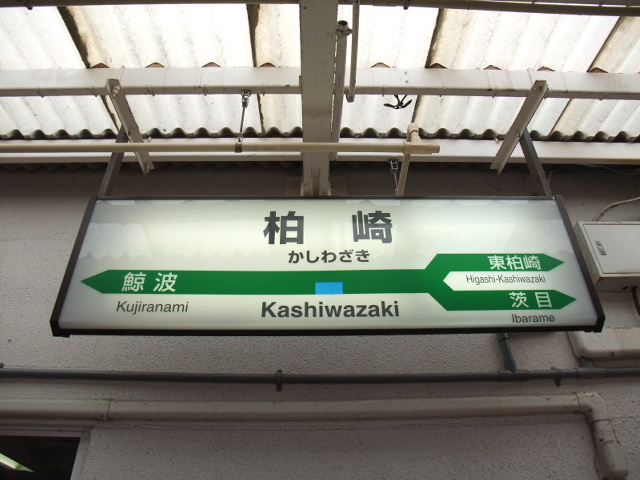 柏崎
かしわざき
鯨波
Kujiranami
Kashiwazaki
東柏崎
Higashi-Kashiwazaki
茨目
Ibarame